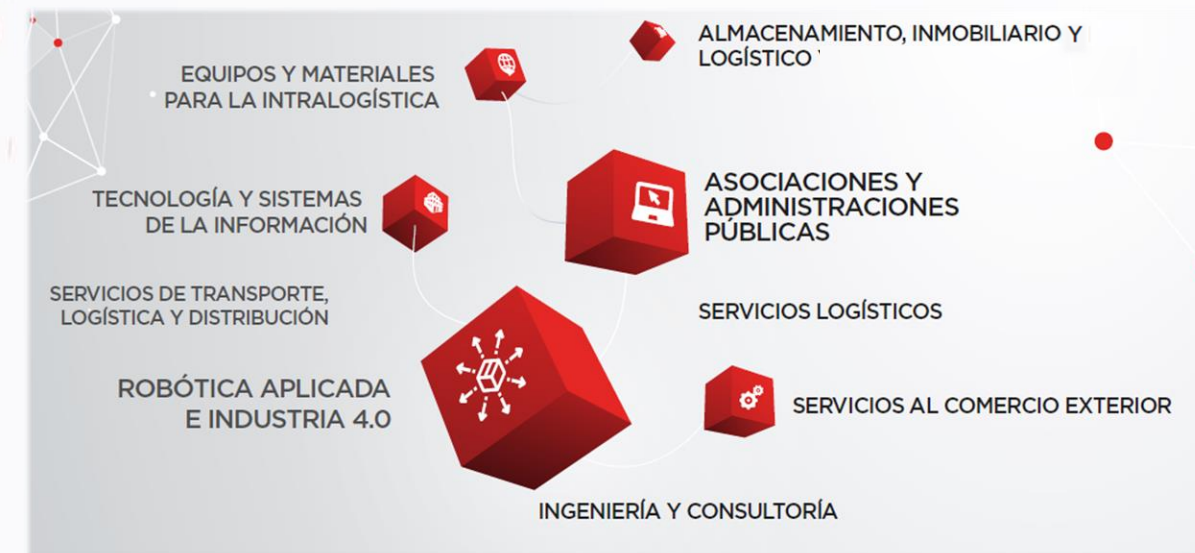 ALMACENAMIENTO, INMOBILIARIO Y
LOGÍSTICO
EQUIPOS Y MATERIALES
PARA LA INTRALOGÍSTICA
ASOCIACIONES Y
ADMINISTRACIONES
PÚBLICAS
TECNOLOGÍA Y SISTEMAS
DE LA INFORMACIÓN
SERVICIOS DE TRANSPORTE,
LOGÍSTICA Y DISTRIBUCIÓN
SERVICIOS LOGÍSTICOS
ROBÓTICA APLICADA
E INDUSTRIA 4.0
SERVICIOS AL COMERCIO EXTERIOR
INGENIERÍA Y CONSULTORÍA